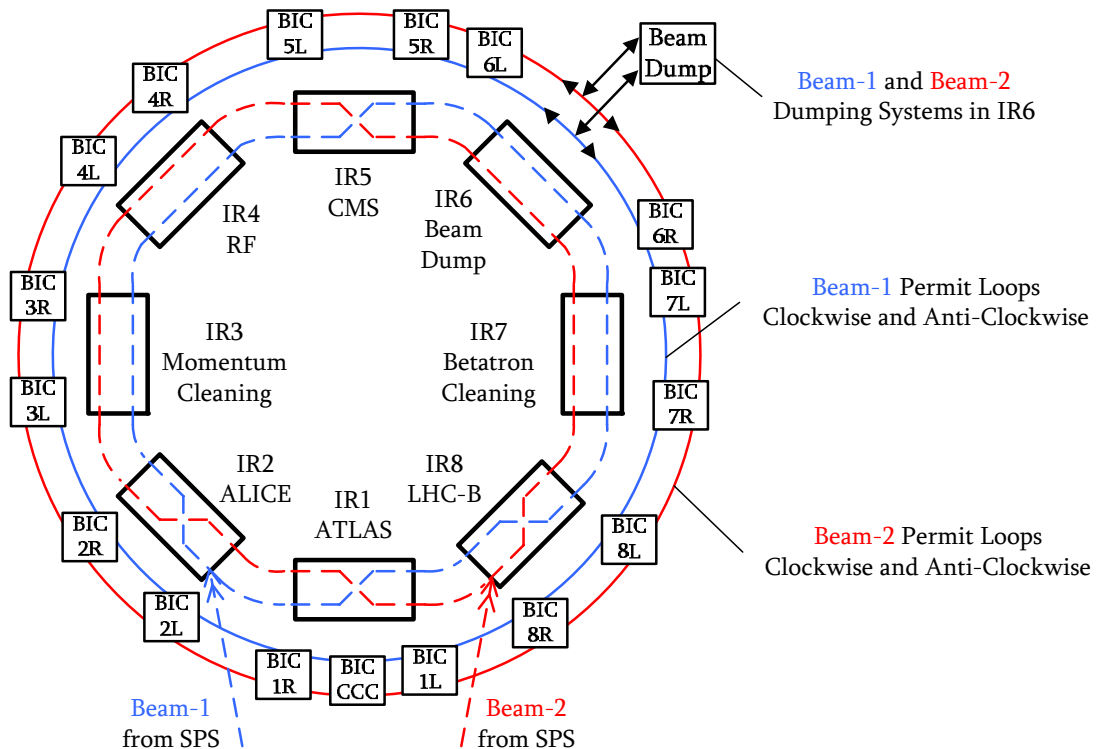 BIC
5L
BIC
5R
BIC
6L
Beam
Dump
Beam-1 and Beam-2
Dumping Systems in IR6
BIC
4R
BIC
4L
IR5
CMS
IR4
RF
IR6
Beam
Dump
BIC
6R
BIC
7L
BIC
3R
Beam-1 Permit Loops
Clockwise and Anti-Clockwise
IR3
Momentum
Cleaning
IR7
Betatron
Cleaning
BIC
3L
BIC
7R
IR2
ALICE
IR8
LHC-B
IR1
ATLAS
BIC
2R
BIC
8L
Beam-2 Permit Loops
Clockwise and Anti-Clockwise
BIC
2L
BIC
8R
BIC
1R
BIC
CCC
BIC
1L
Beam-1
from SPS
Beam-2
from SPS